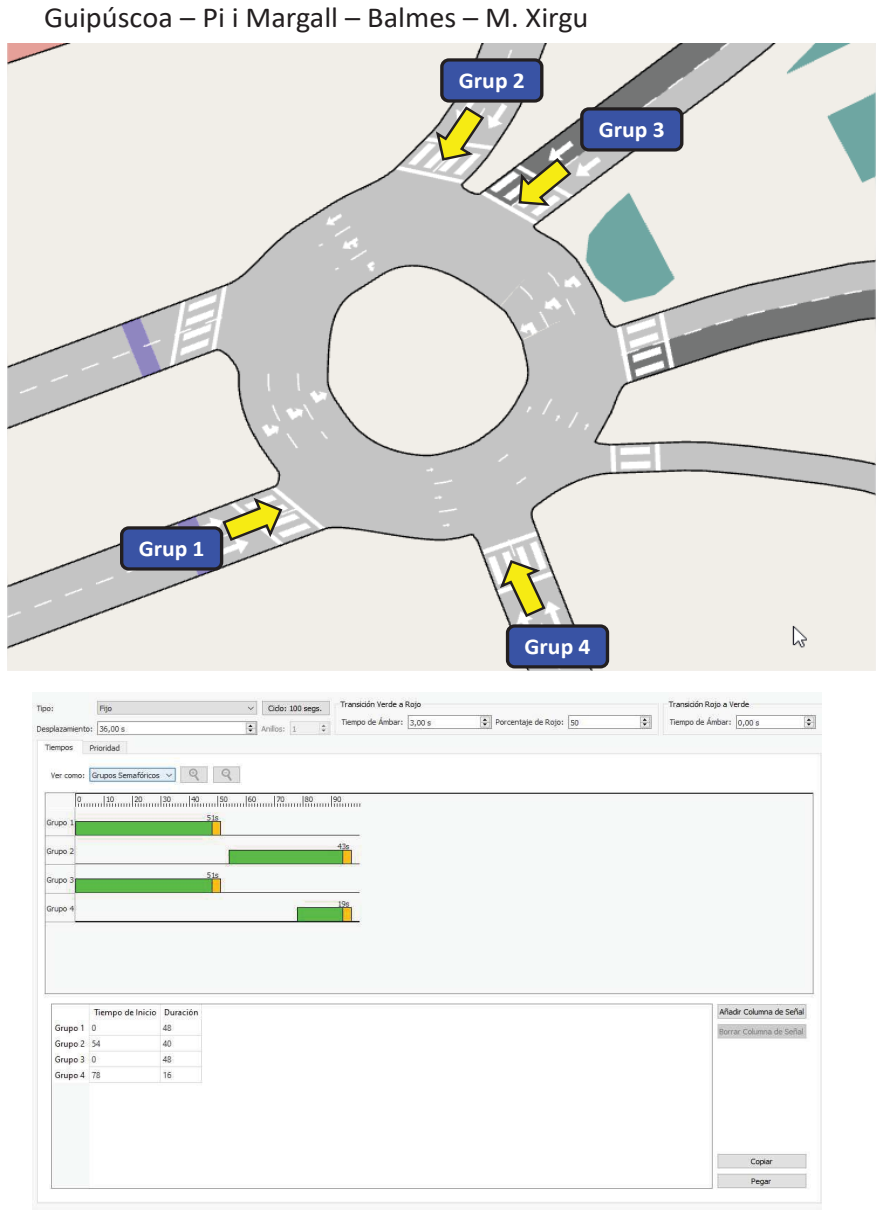 Guipúscoa – Pi i Margall – Balmes – M. Xirgu
Grup 2
Grup 3
Grup 1
Grup 4
Tipo: Fijo Ciclo: 100 segs. Transición Verde a Rojo Transición Rojo a Verde
Desplazamiento: 36,00 s Anillos: 1 Tiempo de Ámbar: 3,00 s Porcentaje de Rojo: 50 Tiempo de Ámbar: 0,00 s
Tiempos Prioridad
Ver como: Grupos Semafóricos
0 10 20 30 40 50 60 70 80 90
Grupo 1 51s
Grupo 2 43s
Grupo 3 51s
Grupo 4 19s
Tiempo de Inicio Duración
Grupo 1 0 48
Grupo 2 54 40
Grupo 3 0 48
Grupo 4 78 16
Añadir Columna de Señal
Borrar Columna de Señal
Copiar
Pegar